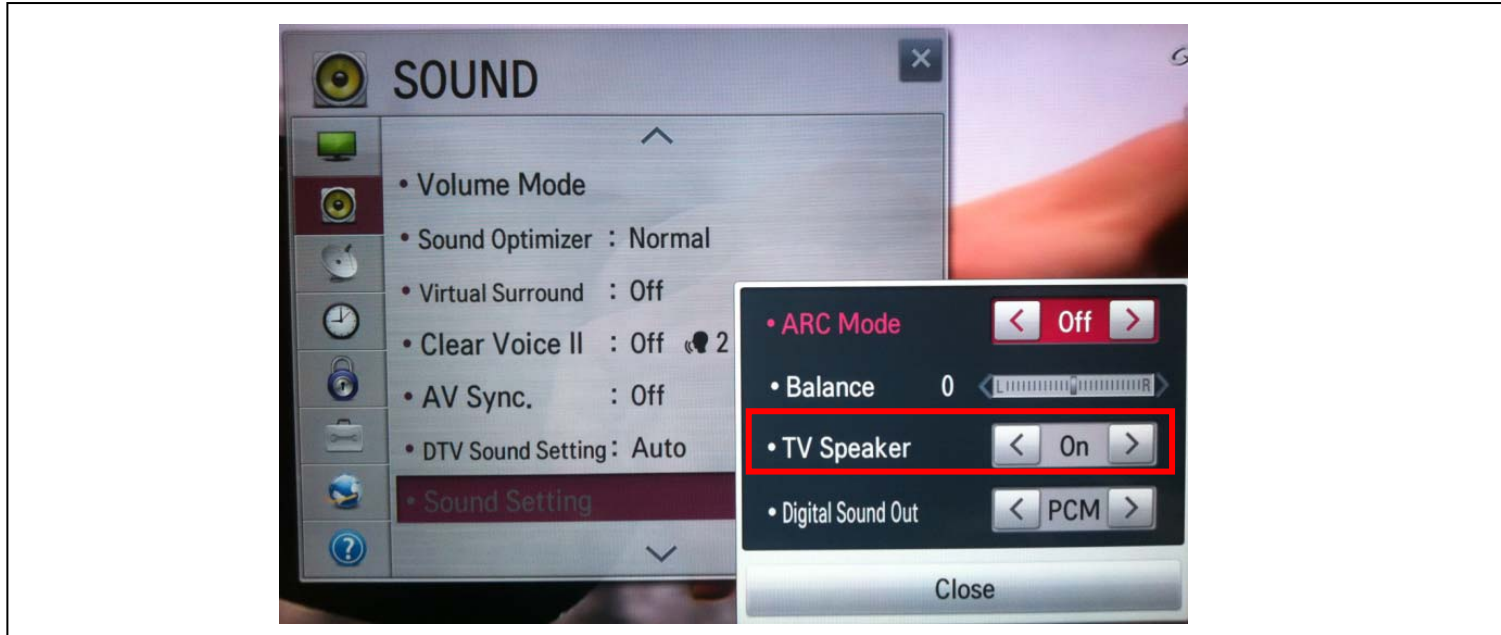 SOUND
• Volume Mode
• Sound Optimizer : Normal
• Virtual Surround : Off
• Clear Voice II : Off 2
• AV Sync. : Off
• DTV Sound Setting : Auto
• Sound Setting
• ARC Mode < Off >
• Balance 0 L R
• TV Speaker < On >
• Digital Sound Out < PCM >
Close